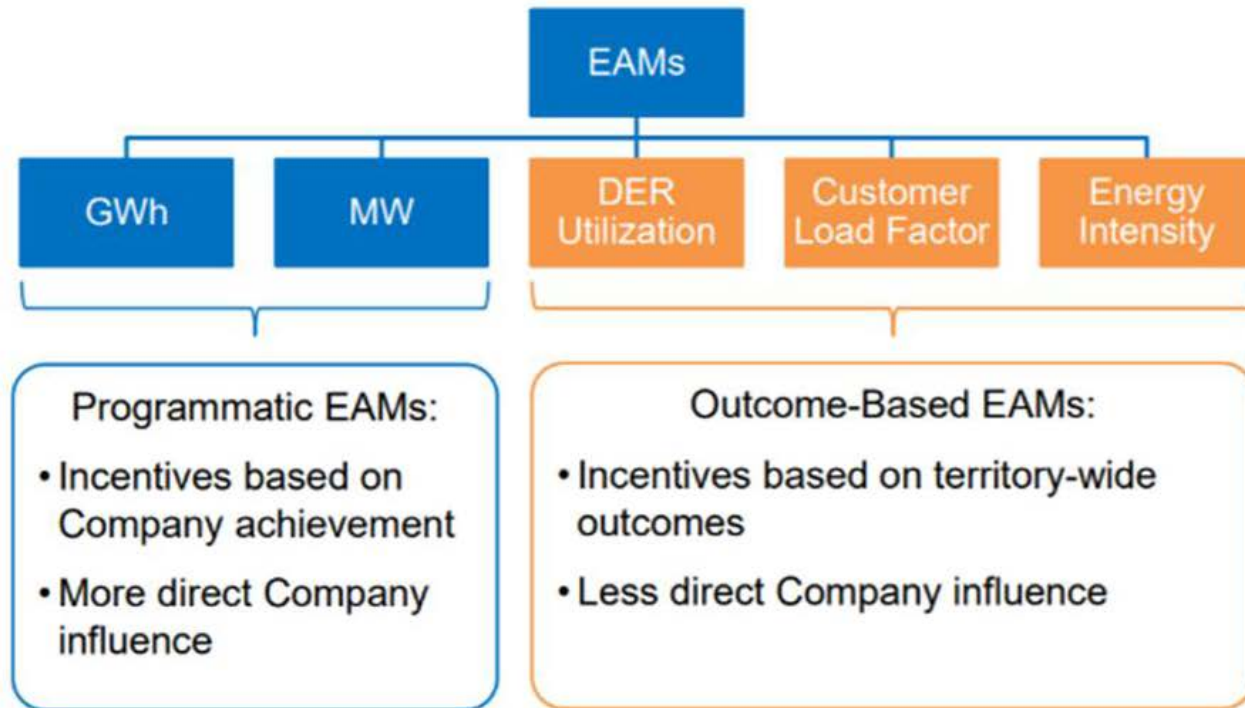 EAMs
GWh
MW
DER
Utilization
Customer
Load Factor
Energy
Intensity
Programmatic EAMs:
• Incentives based on
Company achievement
• More direct Company
influence
Outcome-Based EAMs:
• Incentives based on territory-wide
outcomes
• Less direct Company influence